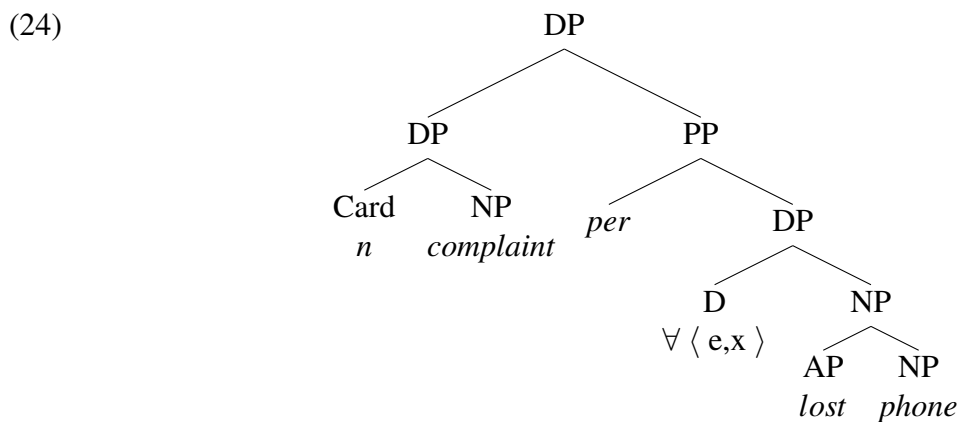 (24) DP
DP PP
Card NP per DP
n complaint
D NP
∀ ⟨ e,x ⟩
AP NP
lost phone